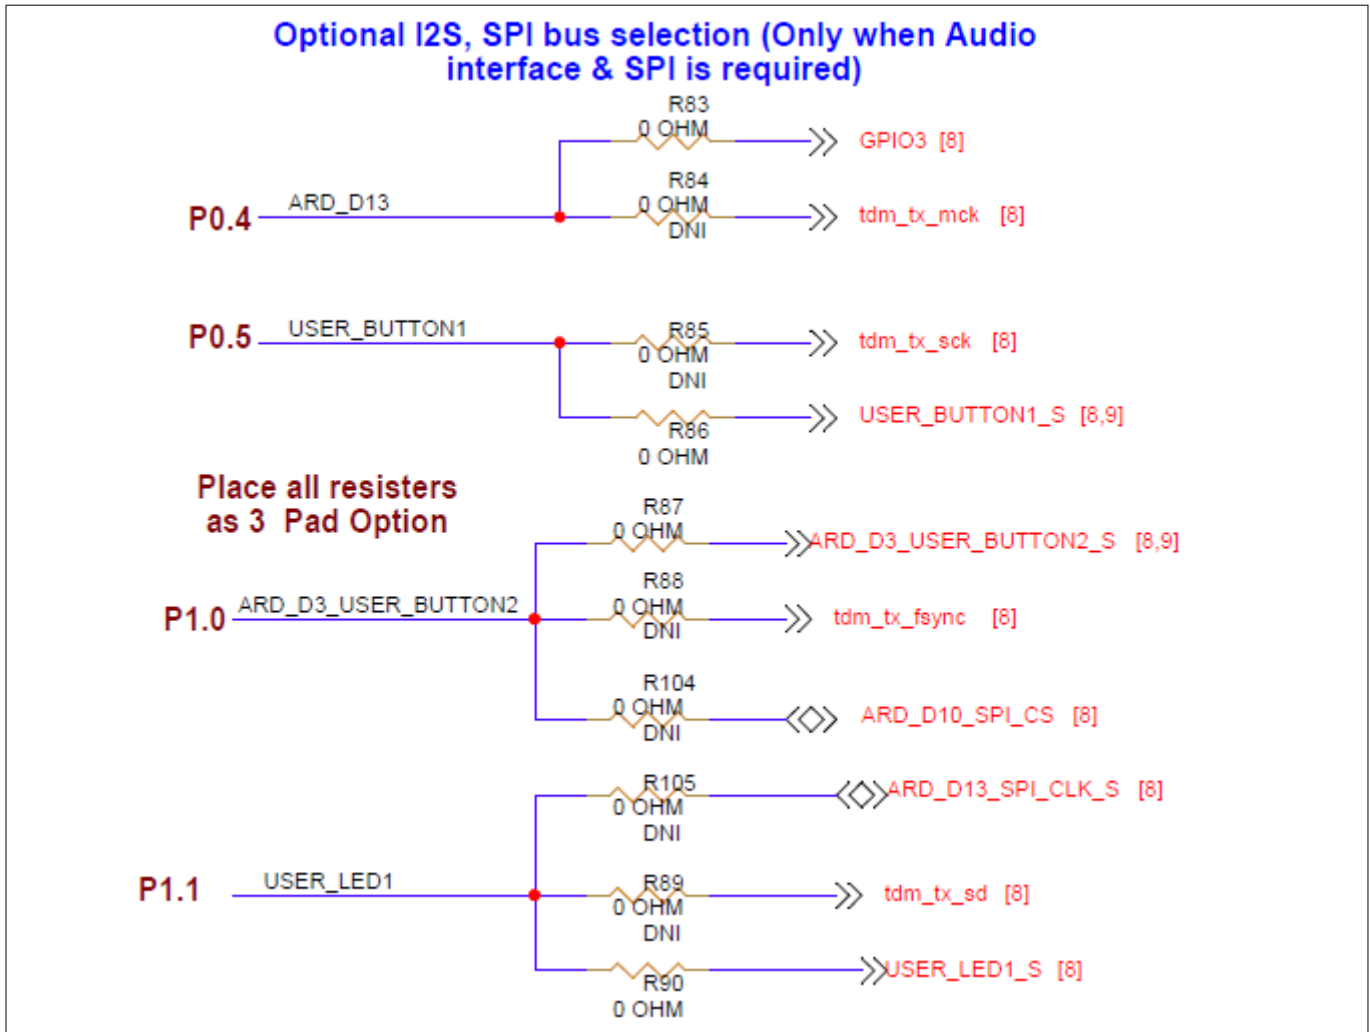 Optional I2S, SPI bus selection (Only when Audio
interface & SPI is required)
R83
0 OHM
GPIO3 [8]
R84
0 OHM
DNI
P0.4
ARD_D13
tdm_tx_mck [8]
P0.5
USER_BUTTON1
R85
0 OHM
DNI
tdm_tx_sck [8]
R86
0 OHM
USER_BUTTON1_S [8,9]
Place all resisters
as 3 Pad Option
R87
0 OHM
ARD_D3_USER_BUTTON2_S [8,9]
P1.0
ARD_D3_USER_BUTTON2
R88
0 OHM
DNI
tdm_tx_fsync [8]
R104
0 OHM
DNI
ARD_D10_SPI_CS [8]
R105
0 OHM
DNI
ARD_D13_SPI_CLK_S [8]
P1.1
USER_LED1
R89
0 OHM
DNI
tdm_tx_sd [8]
R90
0 OHM
USER_LED1_S [8]